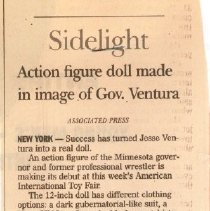 Sidelight
Action figure doll made
in image of Gov. Ventura
ASSOCIATED PRESS
NEW YORK — Success has turned Jesse Ven-
tura into a real doll.
An action figure of the Minnesota gover-
nor and former professional wrestler is
making its debut at this week's American
International Toy Fair.
The 12-inch doll has different clothing
options: a dark gubernatorial-like suit, a